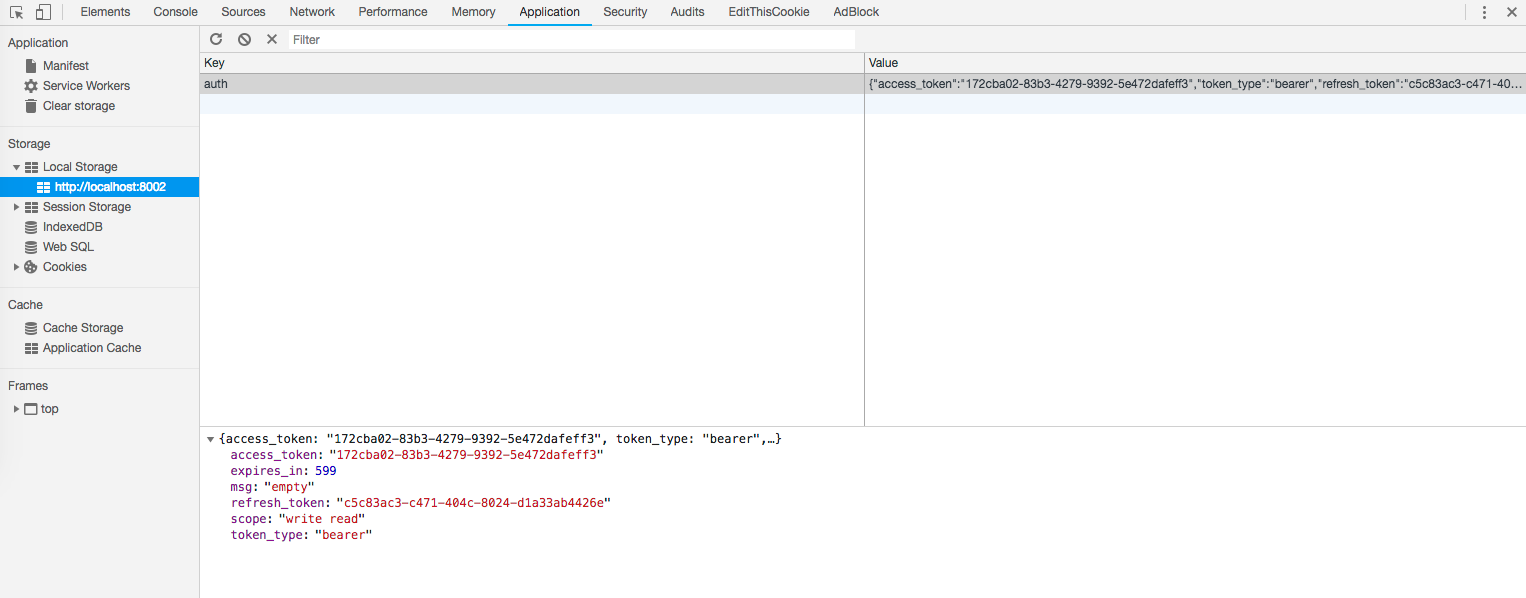 Elements Console Sources Network Performance Memory Application Security Audits EditThisCookie AdBlock
Application
Manifest
Service Workers
Clear storage
Storage
Local Storage
http://localhost:8002
Session Storage
IndexedDB
Web SQL
Cookies
Cache
Cache Storage
Application Cache
Frames
top
Filter
Key Value
auth {"access_token":"172cba02-83b3-4279-9392-5e472dafeff3","token_type":"bearer","refresh_token":"c5c83ac3-c471-40…
{access_token: "172cba02-83b3-4279-9392-5e472dafeff3", token_type: "bearer",…}
access_token: "172cba02-83b3-4279-9392-5e472dafeff3"
expires_in: 599
msg: "empty"
refresh_token: "c5c83ac3-c471-404c-8024-d1a33ab4426e"
scope: "write read"
token_type: "bearer"